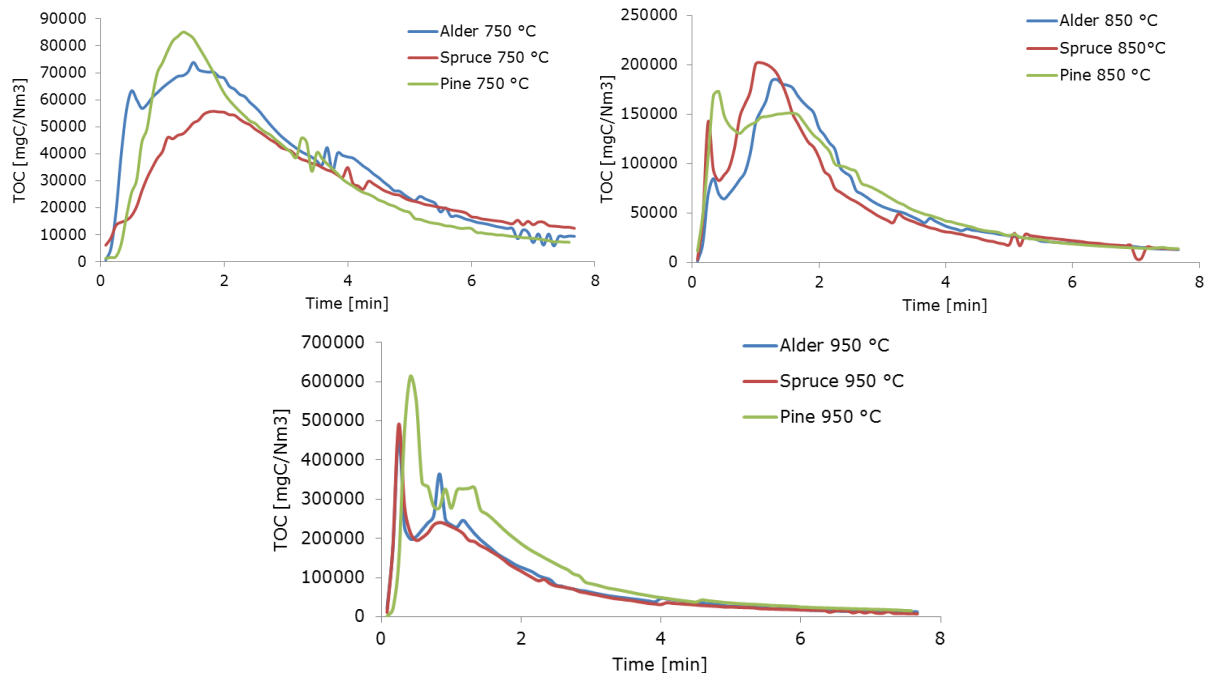 90000
80000
70000
60000
50000
40000
30000
20000
10000
0
TOC [mgC/Nm3]
0 2 4 6 8
Time [min]
Alder 750 °C
Spruce 750 °C
Pine 750 °C
250000
200000
150000
100000
50000
0
TOC [mgC/Nm3]
0 2 4 6 8
Time [min]
Alder 850 °C
Spruce 850°C
Pine 850 °C
700000
600000
500000
400000
300000
200000
100000
0
TOC [mgC/Nm3]
0 2 4 6 8
Time [min]
Alder 950 °C
Spruce 950 °C
Pine 950 °C